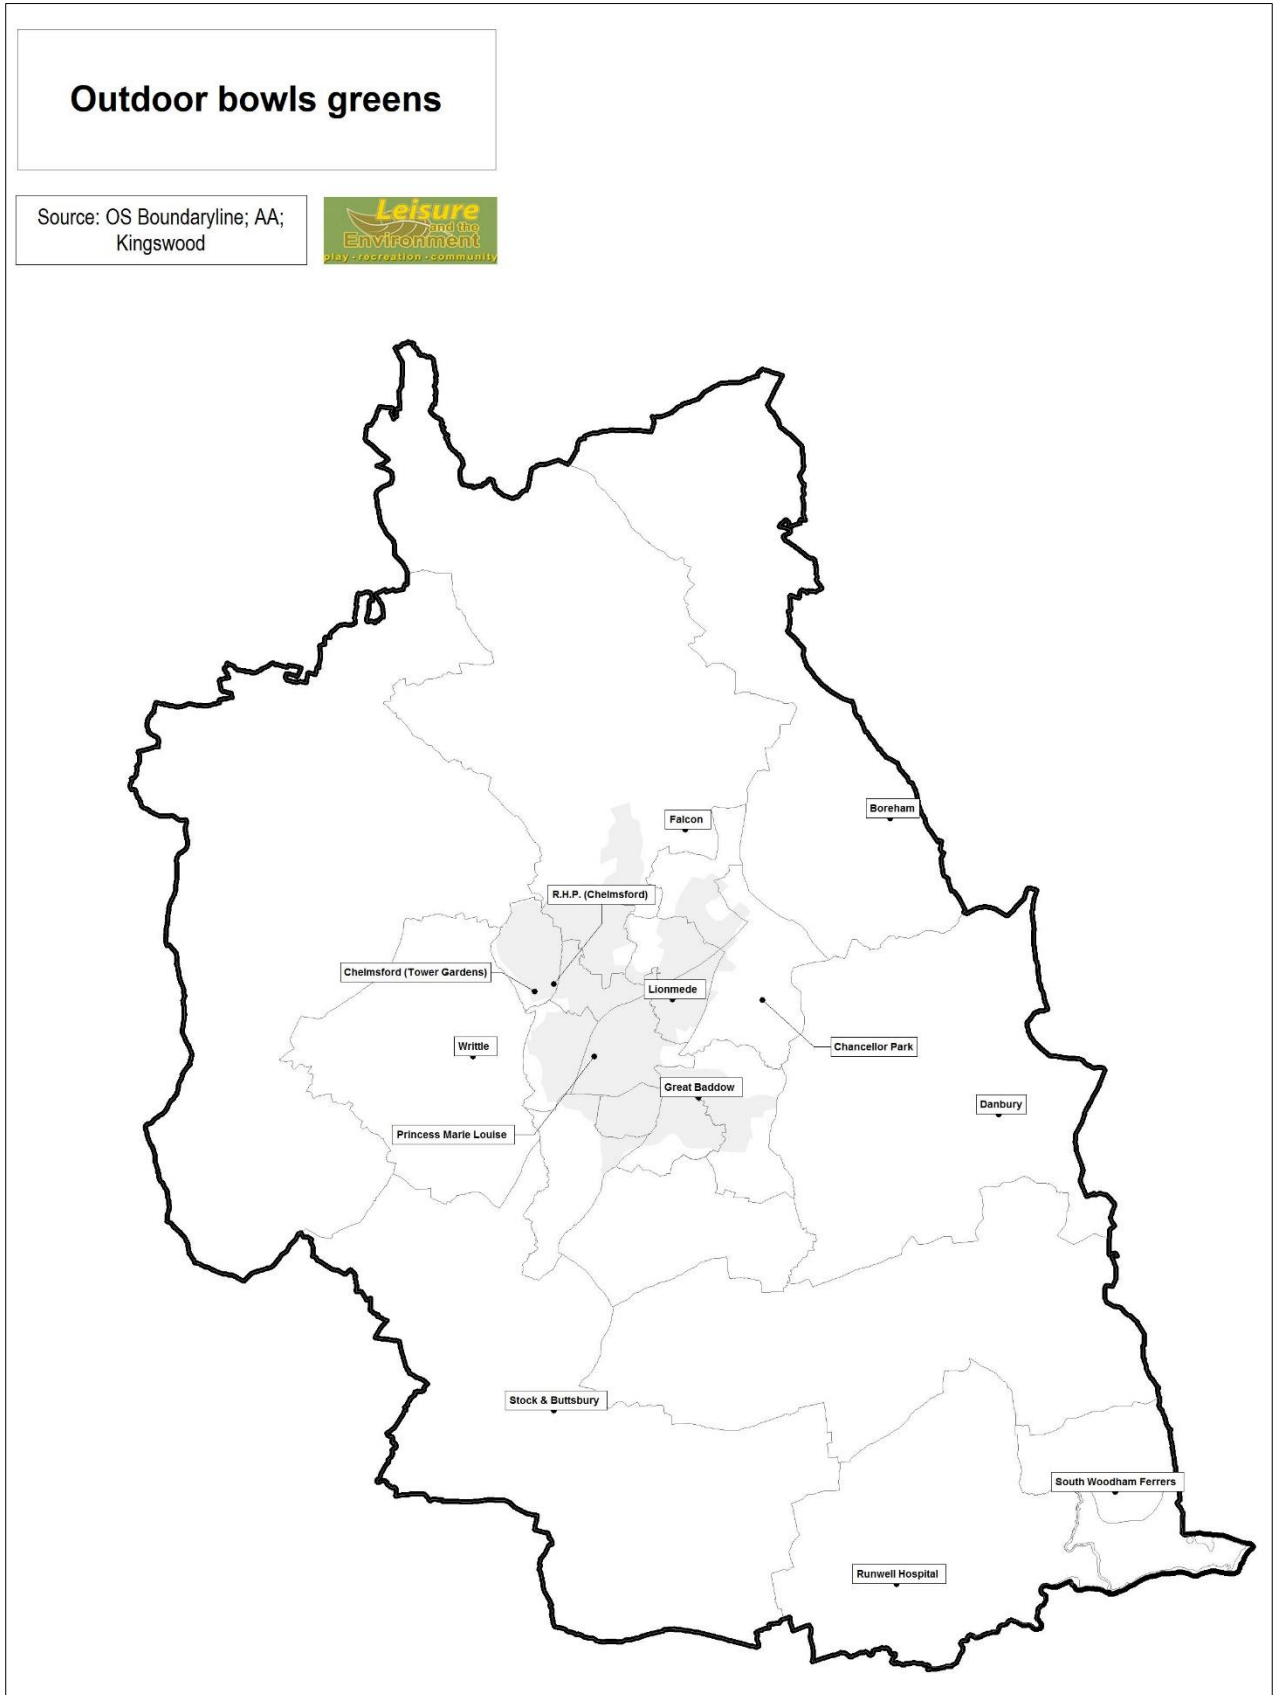 Outdoor bowls greens
Source: OS Boundaryline; AA;
Kingswood
Leisure
and the
Environment
play - recreation - community
Boreham
Falcon
R.H.P. (Chelmsford)
Chelmsford (Tower Gardens)
Lionmede
Writtle
Chancellor Park
Great Baddow
Danbury
Princess Marie Louise
Stock & Buttsbury
South Woodham Ferrers
Runwell Hospital